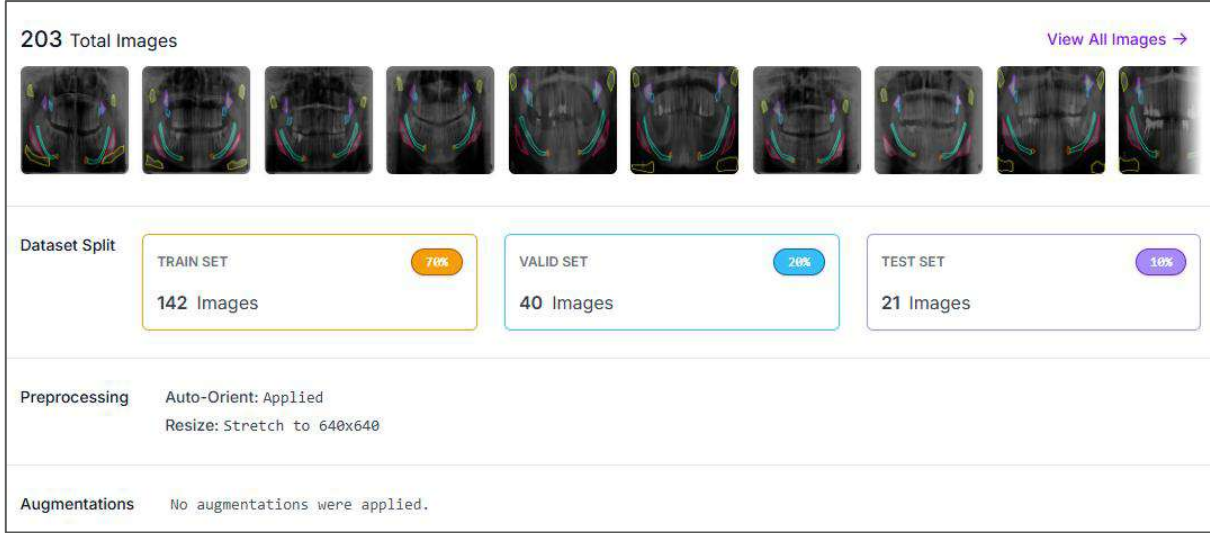 203 Total Images
View All Images →
Dataset Split
TRAIN SET 70%
142 Images
VALID SET 20%
40 Images
TEST SET 10%
21 Images
Preprocessing
Auto-Orient: Applied
Resize: Stretch to 640x640
Augmentations
No augmentations were applied.